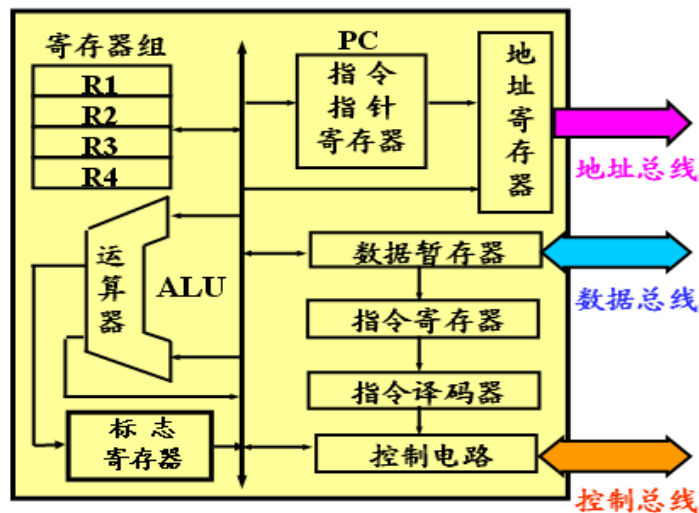 寄存器组
R1
R2
R3
R4
PC
指令
指针
寄存器
地
址
寄
存
器
地址总线
运
算
器
ALU
数据暂存器
数据总线
指令寄存器
指令译码器
标志
寄存器
控制电路
控制总线